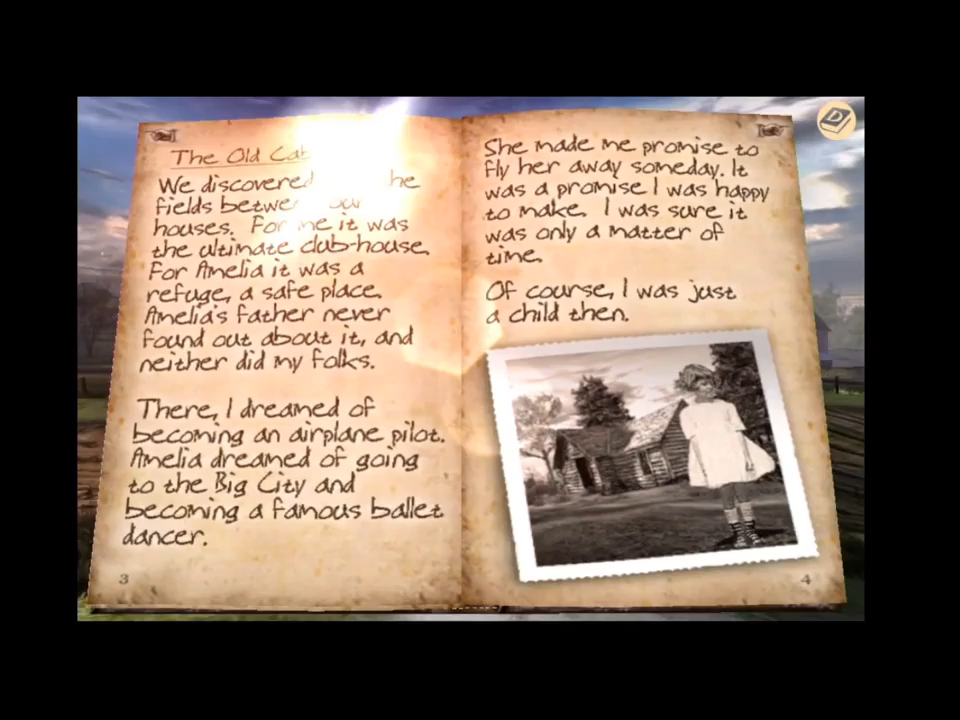 The Old
We discovered
fields
houses. For me it was
the ultimate club-house.
For Amelia it was a
refuge, a safe place.
Amelia's father never
found out about it, and
neither did my folks.
There, I dreamed of
becoming an airplane pilot.
Amelia dreamed of going
to the Big City and
becoming a famous ballet
dancer.
3
She made me promise to
fly her away someday. It
was a promise I was happy
to make. I was sure it
was only a matter of
time.
Of course, I was just
a child then.
4
D